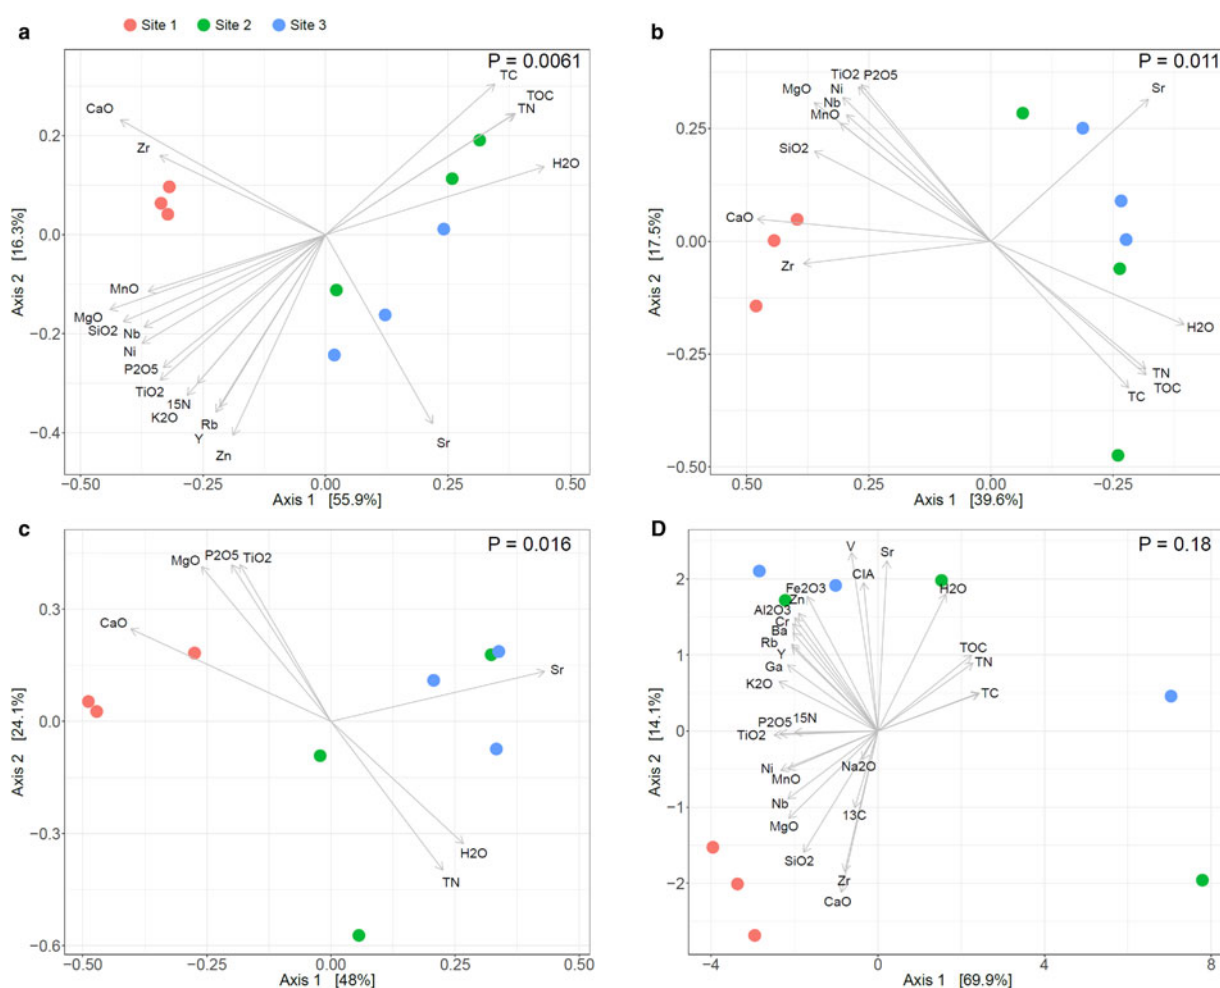 Site 1 Site 2 Site 3
a
P = 0.0061
TC
TOC
TN
CaO
Zr
H2O
MnO
MgO
SiO2
Nb
Ni
P2O5
TiO2
15N
K2O
Rb
Y
Zn
Sr
0.2
0.0
−0.2
−0.4
Axis 2 [16.3%]
−0.50 −0.25 0.00 0.25 0.50
Axis 1 [55.9%]
b
P = 0.011
TiO2 P2O5
MgO Ni
Nb
MnO
Sr
SiO2
CaO
Zr
H2O
TN
TOC
TC
0.25
0.00
−0.25
−0.50
Axis 2 [17.5%]
0.50 0.25 0.00 −0.25
Axis 1 [39.6%]
c
P = 0.016
P2O5 TiO2
MgO
CaO
Sr
H2O
TN
0.3
0.0
−0.3
−0.6
Axis 2 [24.1%]
−0.50 −0.25 0.00 0.25 0.50
Axis 1 [48%]
D
P = 0.18
V Sr
CIA
Fe2O3
Zn
H2O
Al2O3
Cr
Ba
Rb
Y
TOC
TN
Ga
K2O
TC
P2O5 15N
TiO2
Na2O
Ni
MnO
Nb
13C
MgO
SiO2
Zr
CaO
2
1
0
−1
−2
Axis 2 [14.1%]
−4 0 4 8
Axis 1 [69.9%]